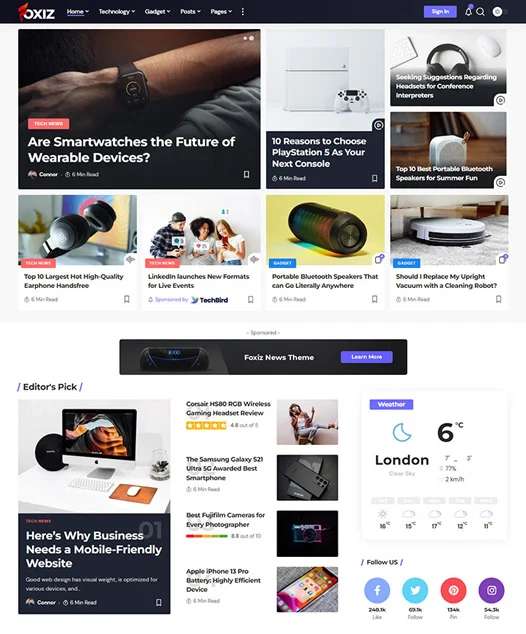 FOXIZ
Home
Technology
Gadget
Posts
Pages
Sign In
TECH NEWS
Are Smartwatches the Future of
Wearable Devices?
Connor · 6 Min Read
10 Reasons to Choose
PlayStation 5 As Your
Next Console
6 Min Read
Seeking Suggestions Regarding
Headsets for Conference
Interpreters
Top 10 Best Portable Bluetooth
Speakers for Summer Fun
TECH NEWS
Top 10 Largest Hot High-Quality
Earphone Handsfree
6 Min Read
TECH NEWS
LinkedIn launches New Formats
for Live Events
Sponsored by TechBird
GADGET
Portable Bluetooth Speakers That
can Go Literally Anywhere
6 Min Read
GADGET
Should I Replace My Upright
Vacuum with a Cleaning Robot?
6 Min Read
- Sponsored -
Foxiz News Theme
Learn More
/ Editor's Pick /
TECH NEWS
01
Here's Why Business
Needs a Mobile-Friendly
Website
Good web design has visual weight, is optimized for
various devices, and..
Connor · 6 Min Read
Corsair HS80 RGB Wireless
Gaming Headset Review
4.8 out of 5
The Samsung Galaxy S21
Ultra 5G Awarded Best
Smartphone
6 Min Read
Best Fujifilm Cameras for
Every Photographer
8.8 out of 10
Apple iPhone 13 Pro
Battery: Highly Efficient
Device
6 Min Read
Weather
6 °C
London
Clear Sky
7° 3°
77%
2 km/h
Sat Sun Mon Tue Wed
16° 15° 17° 12° 11°
/ Follow US /
248.1k
Like
69.1k
Follow
134k
Pin
54.3k
Follow